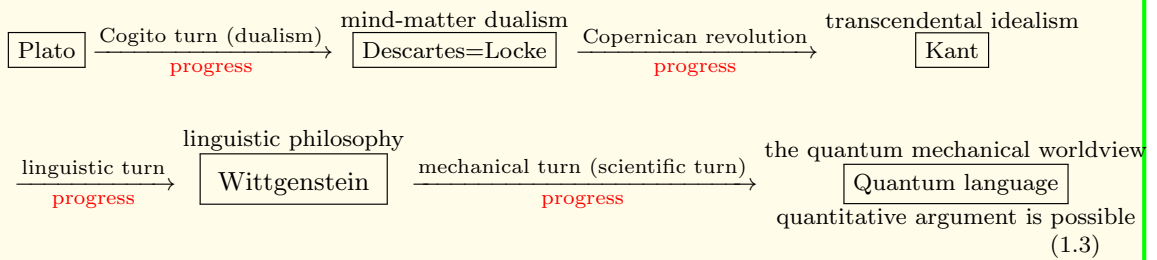 mind-matter dualism
transcendental idealism
Plato Cogito turn (dualism) Descartes=Locke Copernican revolution Kant
progress progress
linguistic philosophy
the quantum mechanical worldview
linguistic turn Wittgenstein mechanical turn (scientific turn) Quantum language
progress progress
quantitative argument is possible
(1.3)